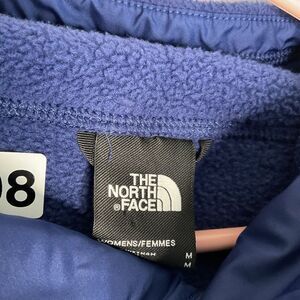 THE
NORTH
®FACE
WOMENS/FEMMES
M
M
98